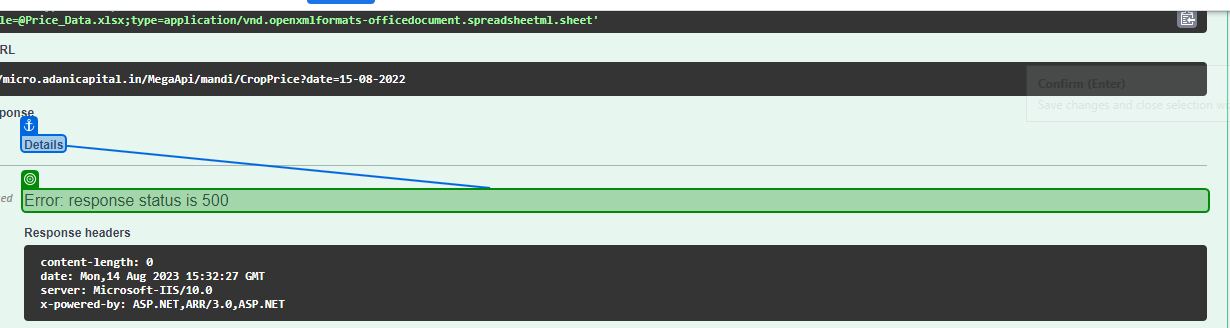 le=@Price_Data.xlsx;type=application/vnd.openxmlformats-officedocument.spreadsheetml.sheet'
RL
/micro.adanicapital.in/MegaApi/mandi/CropPrice?date=15-08-2022
Confirm (Enter)
Save changes and close selection wo
ponse
Details
ed
Error: response status is 500
Response headers
content-length: 0
date: Mon,14 Aug 2023 15:32:27 GMT
server: Microsoft-IIS/10.0
x-powered-by: ASP.NET,ARR/3.0,ASP.NET